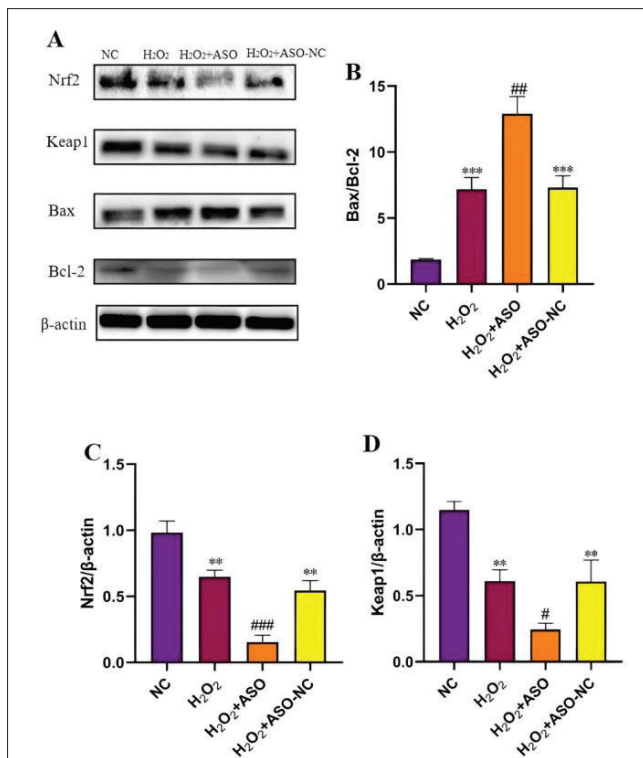 A
NC H₂O₂ H₂O₂+ASO H₂O₂+ASO-NC
Nrf2
Keap1
Bax
Bcl-2
β-actin
B
Bax/Bcl-2
15
10
5
0
***
##
***
NC
H₂O₂
H₂O₂+ASO
H₂O₂+ASO-NC
C
Nrf2/β-actin
1.5
1.0
0.5
0.0
**
###
**
NC
H₂O₂
H₂O₂+ASO
H₂O₂+ASO-NC
D
Keap1/β-actin
1.5
1.0
0.5
0.0
**
#
**
NC
H₂O₂
H₂O₂+ASO
H₂O₂+ASO-NC